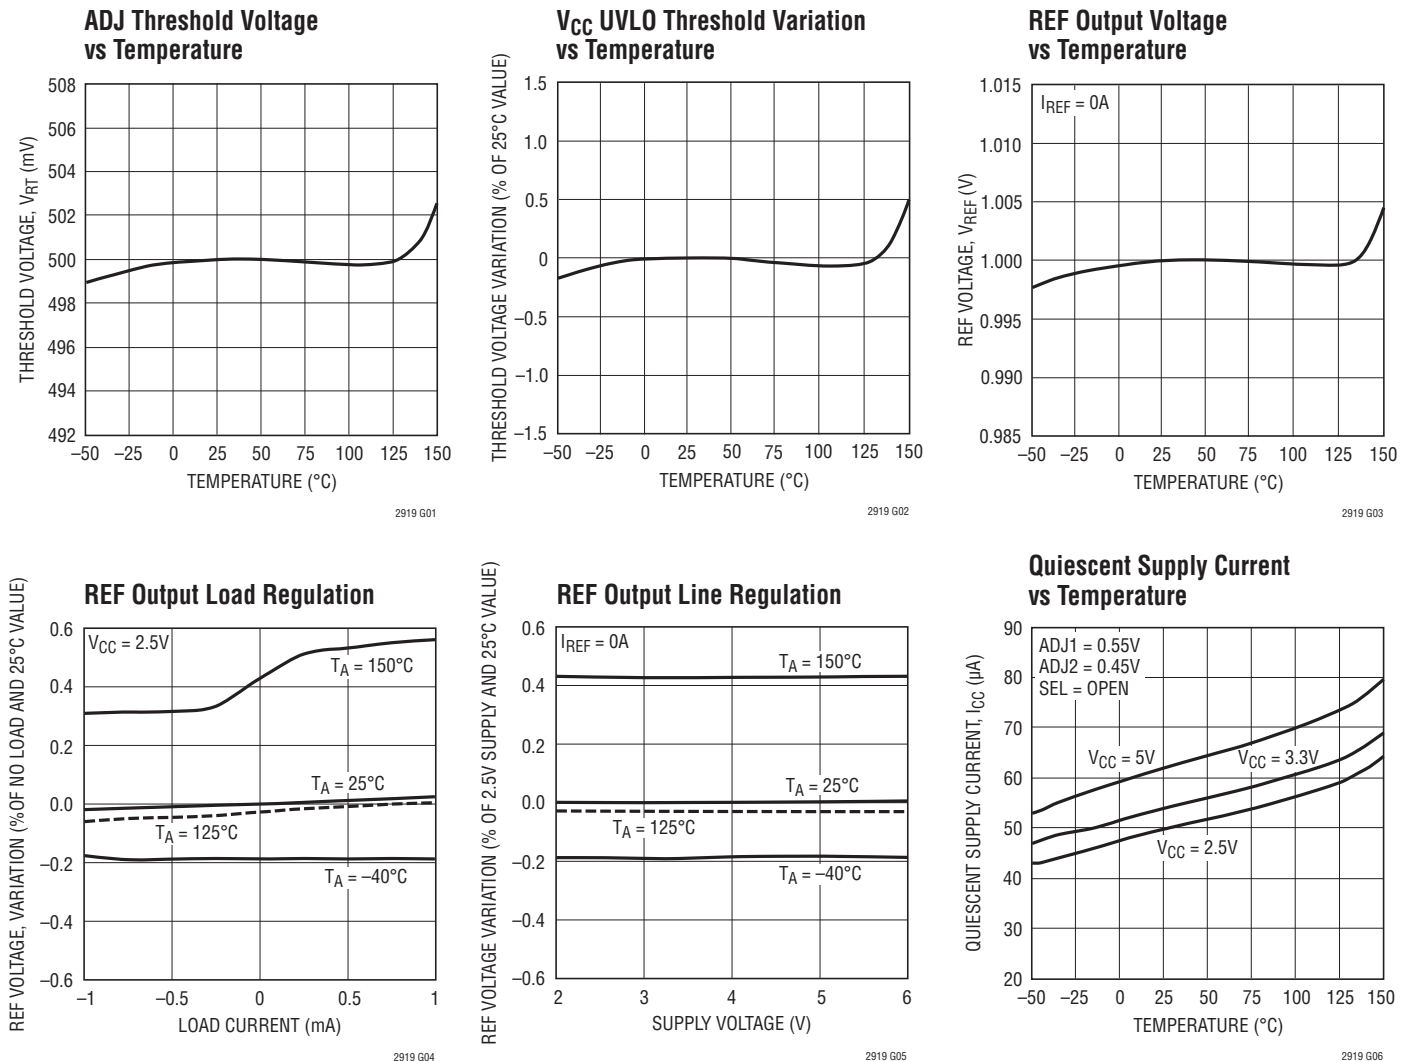 ADJ Threshold Voltage
vs Temperature
THRESHOLD VOLTAGE, VRT (mV)
508
506
504
502
500
498
496
494
492
–50 –25 0 25 50 75 100 125 150
TEMPERATURE (°C)
2919 G01
VCC UVLO Threshold Variation
vs Temperature
THRESHOLD VOLTAGE VARIATION (% OF 25°C VALUE)
1.5
1.0
0.5
0
–0.5
–1.0
–1.5
–50 –25 0 25 50 75 100 125 150
TEMPERATURE (°C)
2919 G02
REF Output Voltage
vs Temperature
REF VOLTAGE, VREF (V)
1.015
1.010
1.005
1.000
0.995
0.990
0.985
IREF = 0A
–50 –25 0 25 50 75 100 125 150
TEMPERATURE (°C)
2919 G03
REF Output Load Regulation
REF VOLTAGE, VARIATION (%OF NO LOAD AND 25°C VALUE)
0.6
0.4
0.2
0.0
–0.2
–0.4
–0.6
VCC = 2.5V
TA = 150°C
TA = 25°C
TA = 125°C
TA = –40°C
–1 –0.5 0 0.5 1
LOAD CURRENT (mA)
2919 G04
REF Output Line Regulation
REF VOLTAGE VARIATION (% OF 2.5V SUPPLY AND 25°C VALUE)
0.6
0.4
0.2
0.0
–0.2
–0.4
–0.6
IREF = 0A
TA = 150°C
TA = 25°C
TA = 125°C
TA = –40°C
2 3 4 5 6
SUPPLY VOLTAGE (V)
2919 G05
Quiescent Supply Current
vs Temperature
QUIESCENT SUPPLY CURRENT, ICC (µA)
90
80
70
60
50
40
30
20
ADJ1 = 0.55V
ADJ2 = 0.45V
SEL = OPEN
VCC = 5V
VCC = 3.3V
VCC = 2.5V
–50 –25 0 25 50 75 100 125 150
TEMPERATURE (°C)
2919 G06